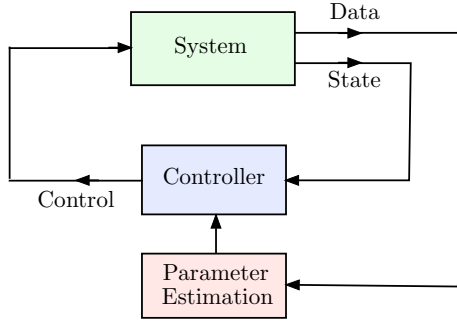 Data
System
State
Controller
Control
Parameter
Estimation